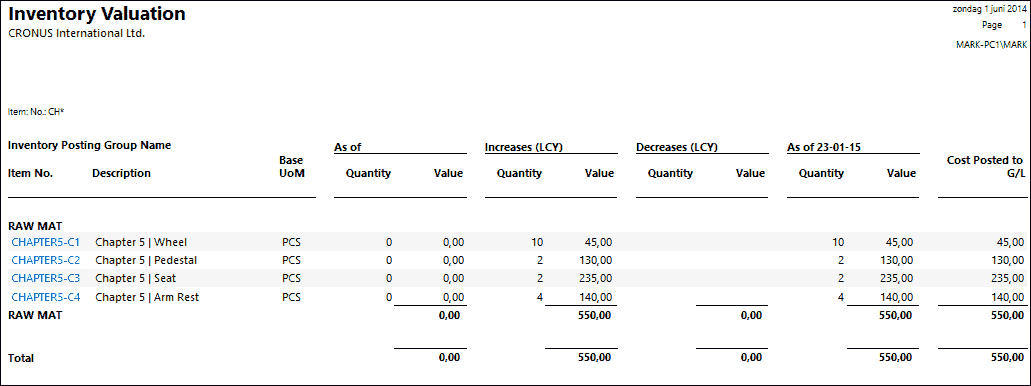 Inventory Valuation
CRONUS International Ltd.
zondag 1 juni 2014
Page 1
MARK-PC1\MARK
Item: No.: CH*
Inventory Posting Group Name As of Increases (LCY) Decreases (LCY) As of 23-01-15
Item No. Description Base UoM Quantity Value Quantity Value Quantity Value Quantity Value Cost Posted to G/L
RAW MAT
CHAPTER5-C1 Chapter 5 | Wheel PCS 0 0,00 10 45,00 10 45,00 45,00
CHAPTER5-C2 Chapter 5 | Pedestal PCS 0 0,00 2 130,00 2 130,00 130,00
CHAPTER5-C3 Chapter 5 | Seat PCS 0 0,00 2 235,00 2 235,00 235,00
CHAPTER5-C4 Chapter 5 | Arm Rest PCS 0 0,00 4 140,00 4 140,00 140,00
RAW MAT 0,00 550,00 0,00 550,00 550,00
Total 0,00 550,00 0,00 550,00 550,00